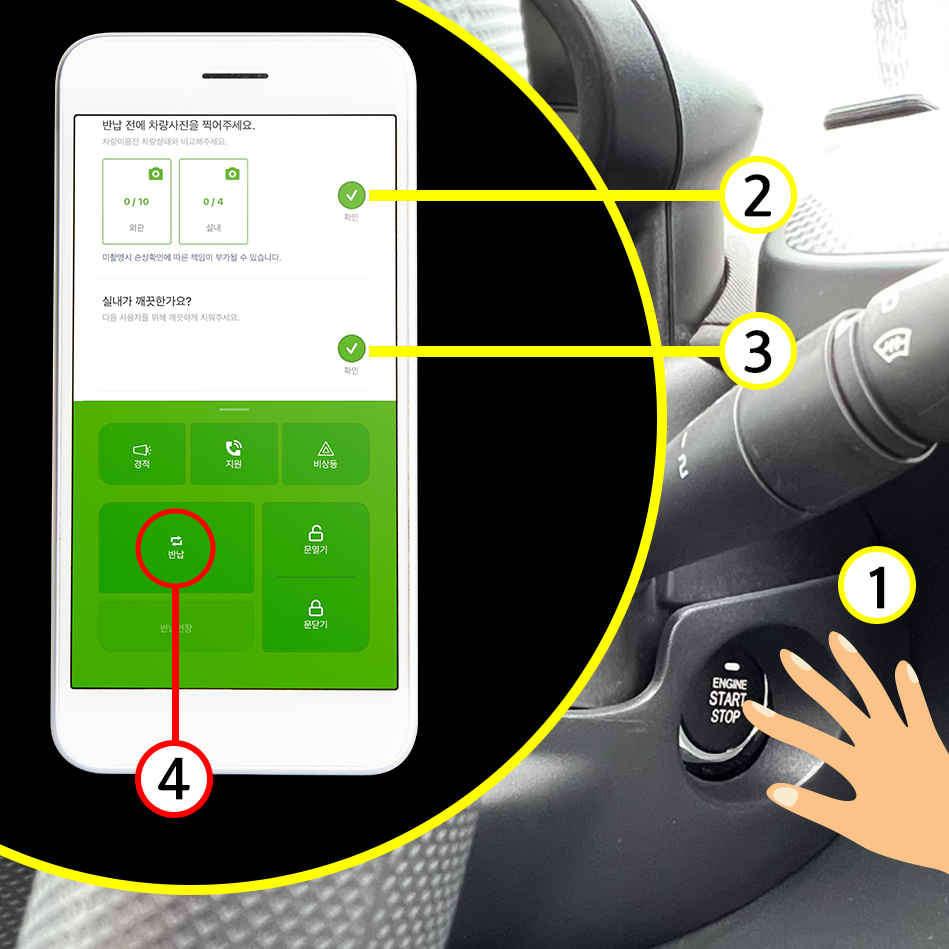 반납 전에 차량사진을 찍어주세요.
차량이용전 차량상태와 비교해주세요.
0 / 10
0 / 4
외관
실내
확인
미촬영시 손상확인에 따른 책임이 부가될 수 있습니다.
실내가 깨끗한가요?
다음 사용자를 위해 깨끗하게 치워주세요.
확인
경적
지원
비상등
반납
문열기
문닫기
2
3
1
4
2
ENGINE
START
STOP